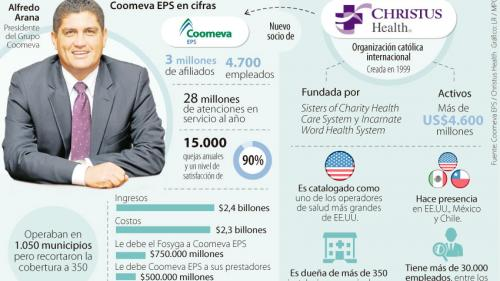 Alfredo
Arana
Presidente
del Grupo
Coomeva
Coomeva EPS en cifras
Coomeva
EPS
Nuevo
socio de
CHRISTUS
Health.
Organización católica
internacional
Creada en 1999
3 millones
de afiliados
4.700
empleados
28 millones
de atenciones en
servicio al año
15.000
quejas anuales
y un nivel de
satisfacción de
90%
Ingresos
$2,4 billones
Costos
$2,3 billones
Le debe el Fosyga a Coomeva EPS
$750.000 millones
Le debe Coomeva EPS a sus prestadores
$500.000 millones
Operaban en
1.050 municipios
pero recortaron la
cobertura a 350
Fundada por
Sisters of Charity Health
Care System y Incarnate
Word Health System
Activos
Más de
US$4.600
millones
Es catalogado como
uno de los operadores
de salud más grandes
de EE.UU.
Hace presencia
en EE.UU., México
y Chile.
Es dueña de más de 350
Tiene más de 30.000
empleados, entre los
Fuente: Coomeva EPS / Christus Health Gráfico: LR / MPC